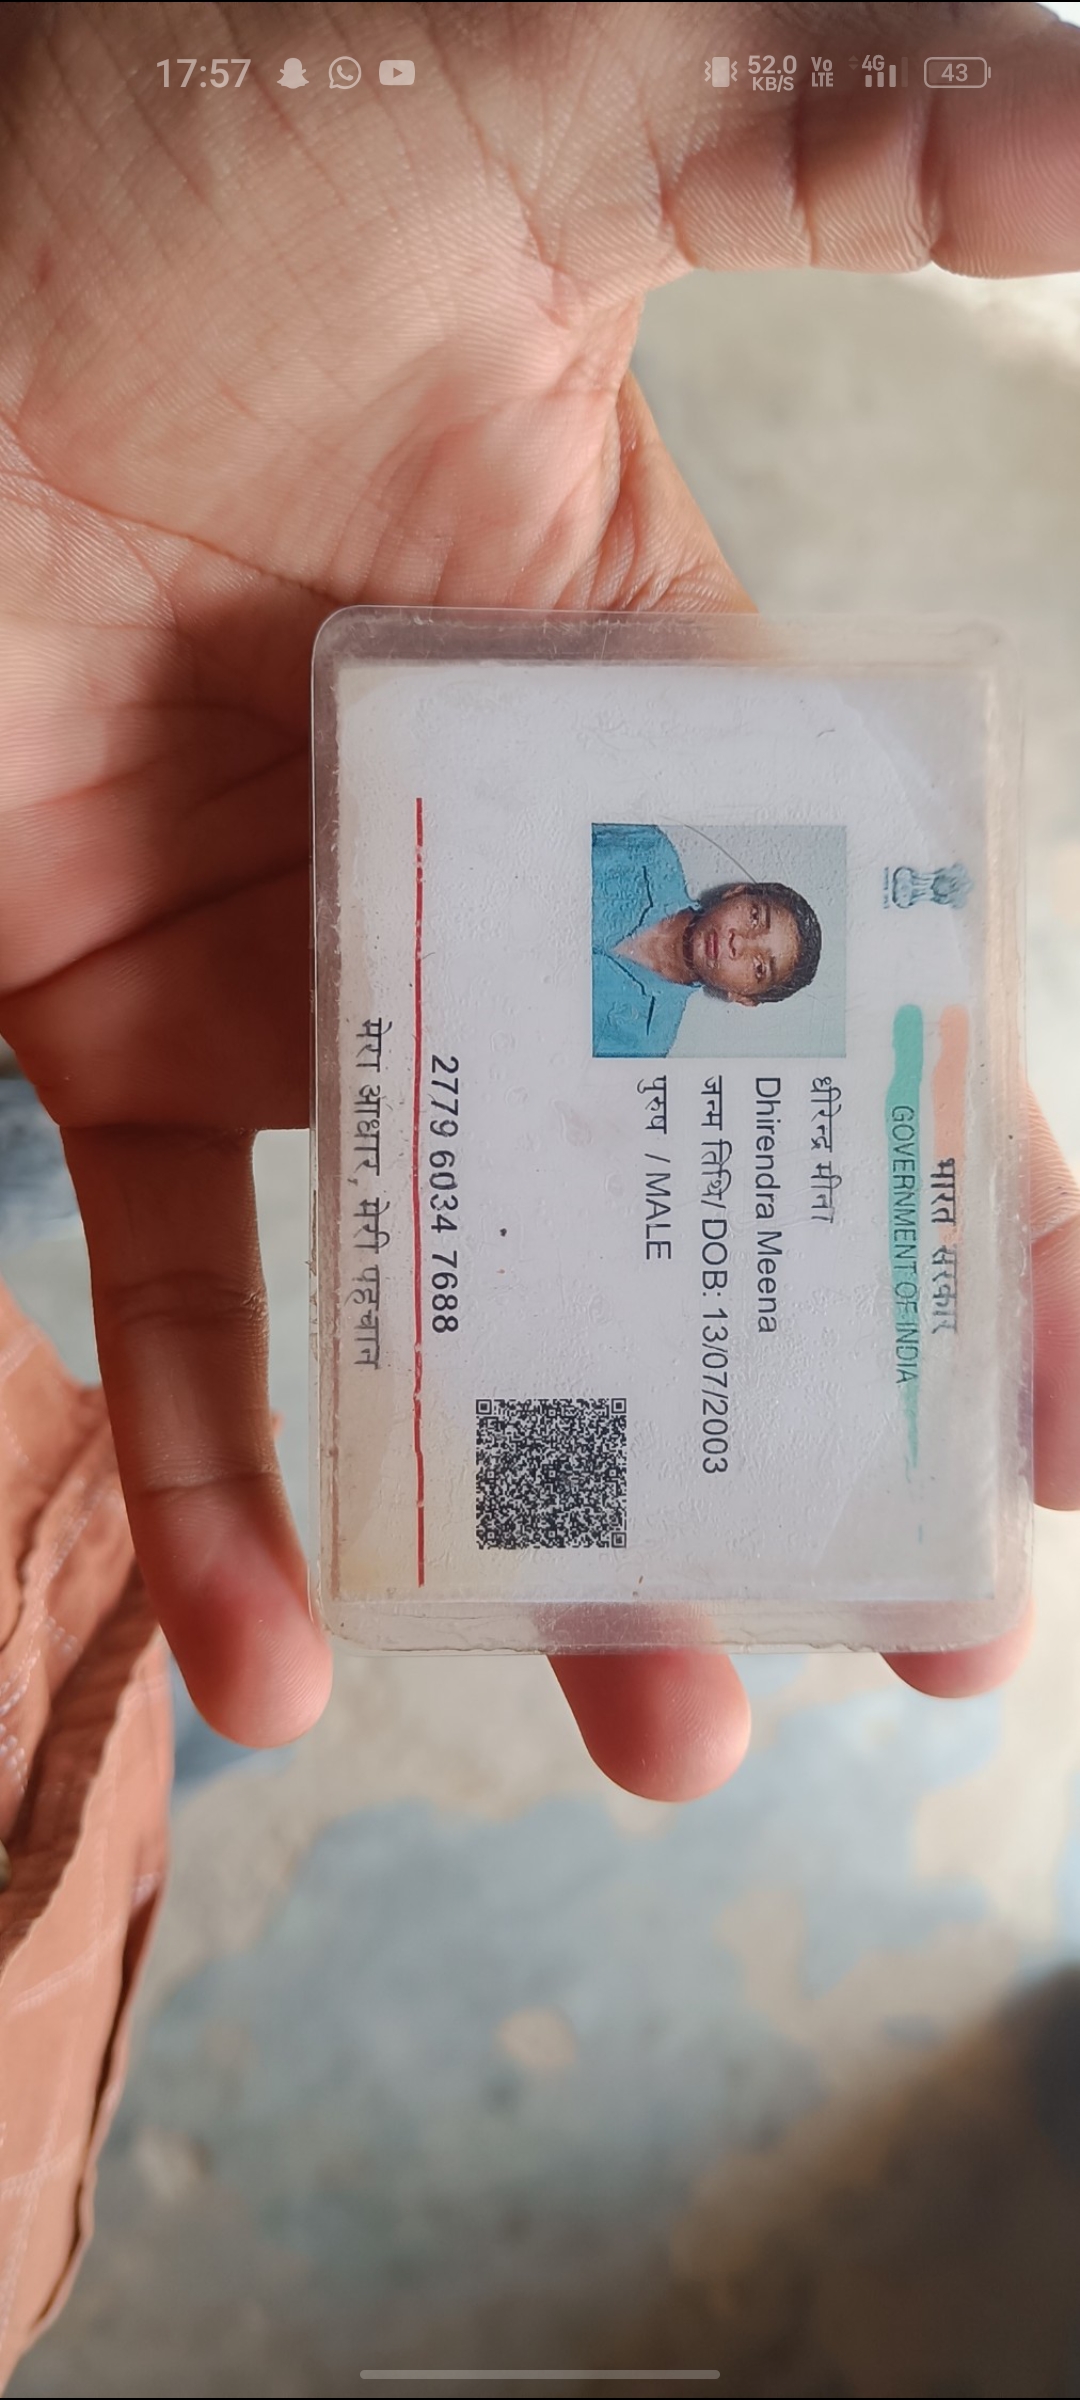 17:57
52.0 KB/S Vo LTE 4G 43
भारत सरकार
GOVERNMENT OF INDIA
धीरेन्द्र मीना
Dhirendra Meena
जन्म तिथि/ DOB: 13/07/2003
पुरुष / MALE
2779 6034 7688
मेरा आधार, मेरी पहचान